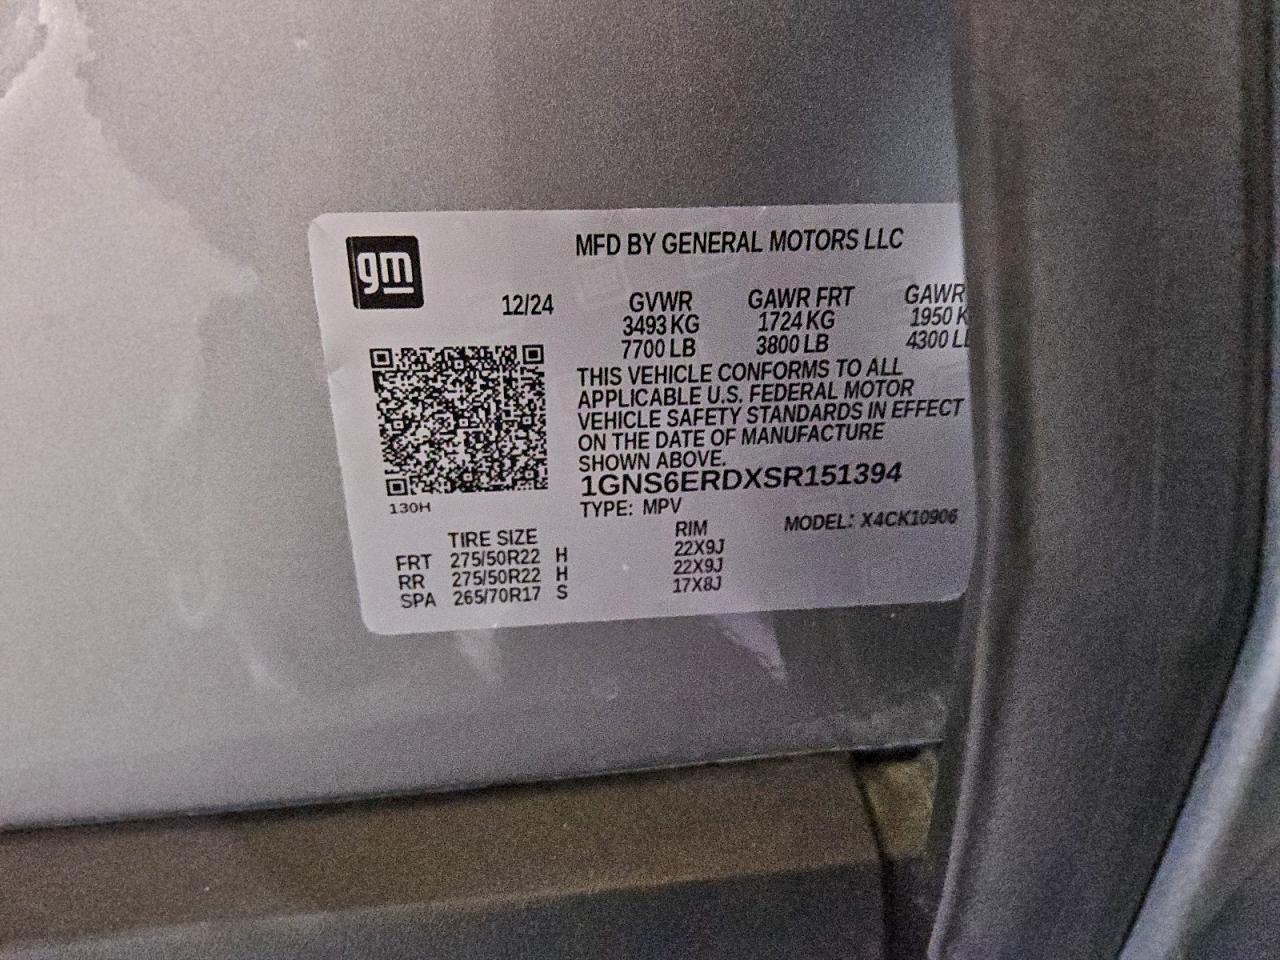 gm
MFD BY GENERAL MOTORS LLC
12/24 GVWR GAWR FRT GAWR
3493 KG 1724 KG 1950 K
7700 LB 3800 LB 4300 L
THIS VEHICLE CONFORMS TO ALL
APPLICABLE U.S. FEDERAL MOTOR
VEHICLE SAFETY STANDARDS IN EFFECT
ON THE DATE OF MANUFACTURE
SHOWN ABOVE.
1GNS6ERDXSR151394
130H
TYPE: MPV MODEL: X4CK10906
TIRE SIZE RIM
FRT 275/50R22 H 22X9J
RR 275/50R22 H 22X9J
SPA 265/70R17 S 17X8J